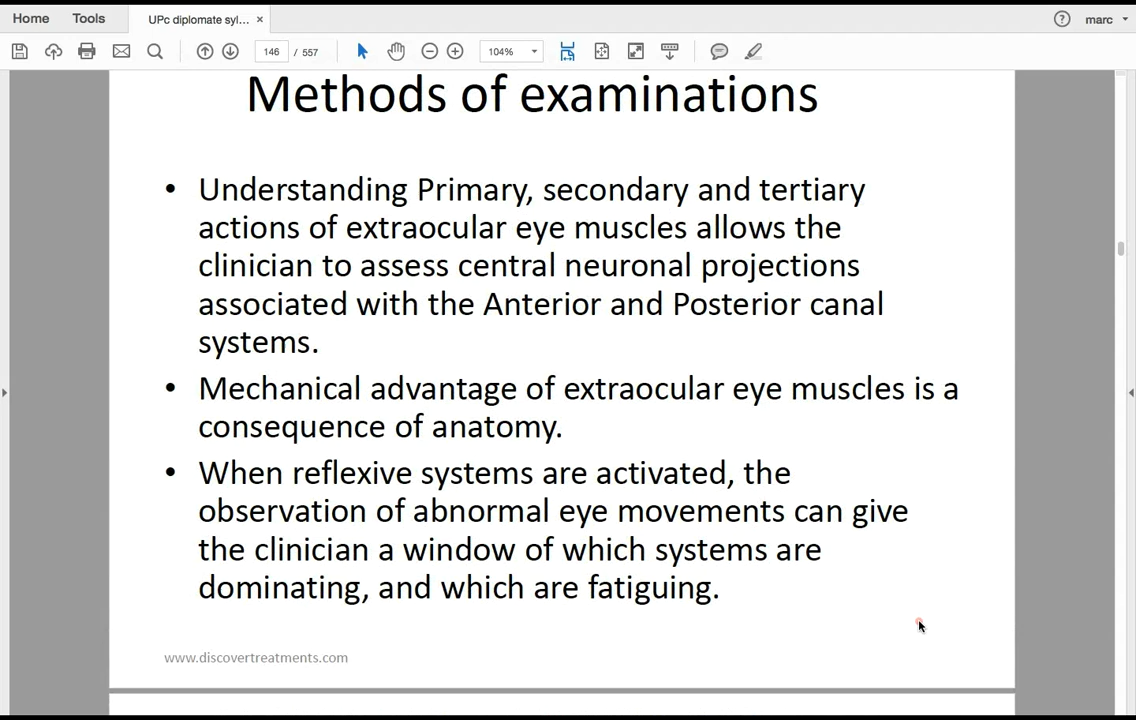 Home Tools UPc diplomate syl... × ? marc
146 / 557 104%
Methods of examinations
• Understanding Primary, secondary and tertiary
actions of extraocular eye muscles allows the
clinician to assess central neuronal projections
associated with the Anterior and Posterior canal
systems.
• Mechanical advantage of extraocular eye muscles is a
consequence of anatomy.
• When reflexive systems are activated, the
observation of abnormal eye movements can give
the clinician a window of which systems are
dominating, and which are fatiguing.
www.discovertreatments.com